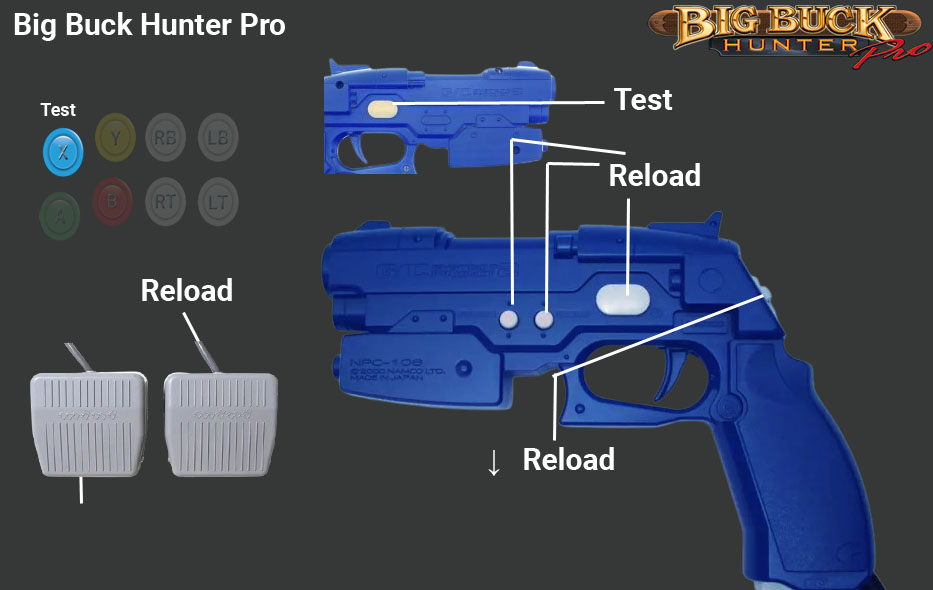 Big Buck Hunter Pro
BIG BUCK
HUNTER Pro
Test
Test
X
Y
RB
LB
A
B
RT
LT
Reload
Reload
NPC-106
© 2000 NAMCO LTD.
MADE IN JAPAN
Reload
↓